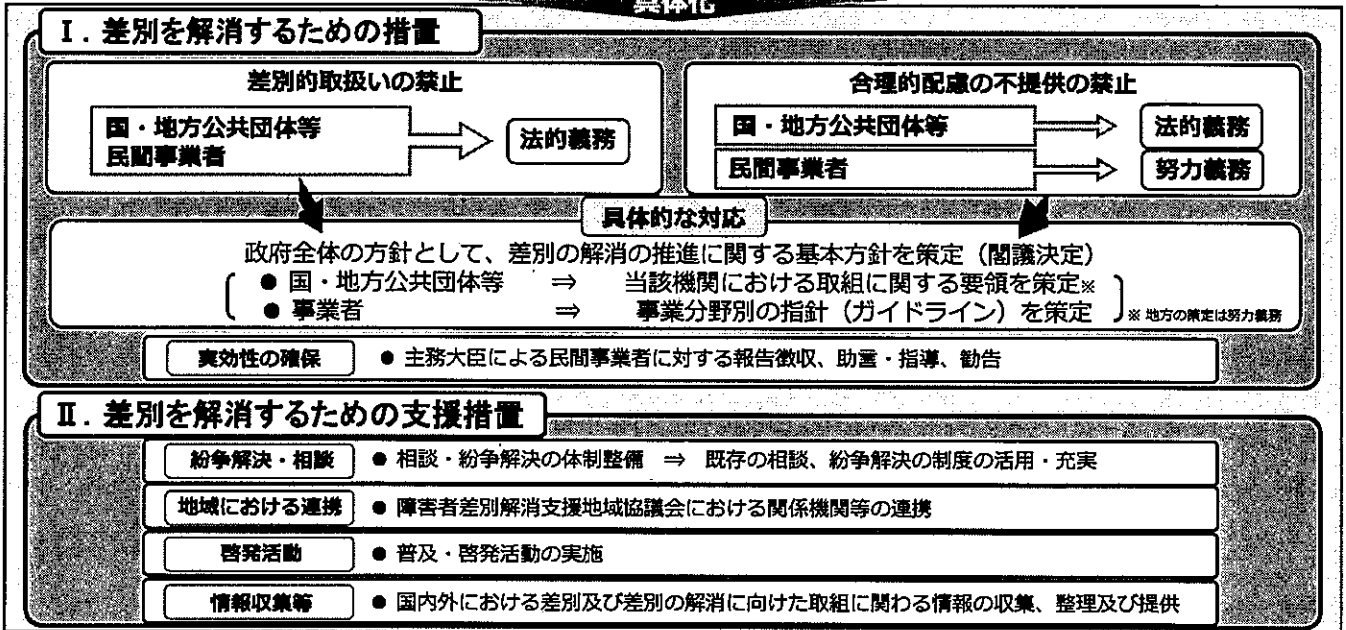 具体化
Ⅰ. 差別を解消するための措置
差別的取扱いの禁止
国・地方公共団体等
民間事業者
法的義務
合理的配慮の不提供の禁止
国・地方公共団体等
法的義務
民間事業者
努力義務
具体的な対応
政府全体の方針として、差別の解消の推進に関する基本方針を策定（閣議決定）
● 国・地方公共団体等 ⇒ 当該機関における取組に関する要領を策定※
● 事業者 ⇒ 事業分野別の指針（ガイドライン）を策定
※ 地方の策定は努力義務
実効性の確保 ● 主務大臣による民間事業者に対する報告徴収、助言・指導、勧告
Ⅱ. 差別を解消するための支援措置
紛争解決・相談 ● 相談・紛争解決の体制整備 ⇒ 既存の相談、紛争解決の制度の活用・充実
地域における連携 ● 障害者差別解消支援地域協議会における関係機関等の連携
啓発活動 ● 普及・啓発活動の実施
情報収集等 ● 国内外における差別及び差別の解消に向けた取組に関わる情報の収集、整理及び提供